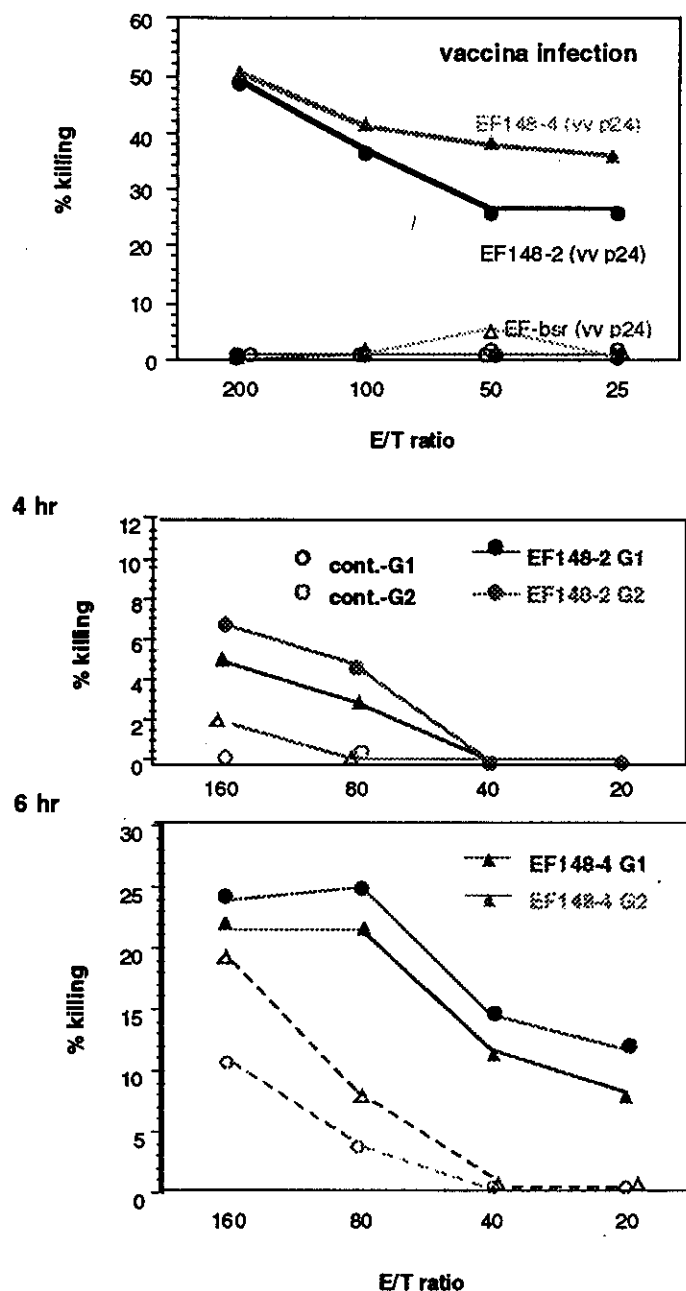 60
vaccina infection
50
EF148-4 (vv p24)
40
% killing
30
20
EF148-2 (vv p24)
10
EF-bsr (vv p24)
0
200 100 50 25
E/T ratio
4 hr
12
cont.-G1 EF148-2 G1
10
cont.-G2 EF148-2 G2
8
% killing
6
4
2
0
160 80 40 20
6 hr
30
EF148-4 G1
25
EF148-4 G2
20
% killing
15
10
5
0
160 80 40 20
E/T ratio